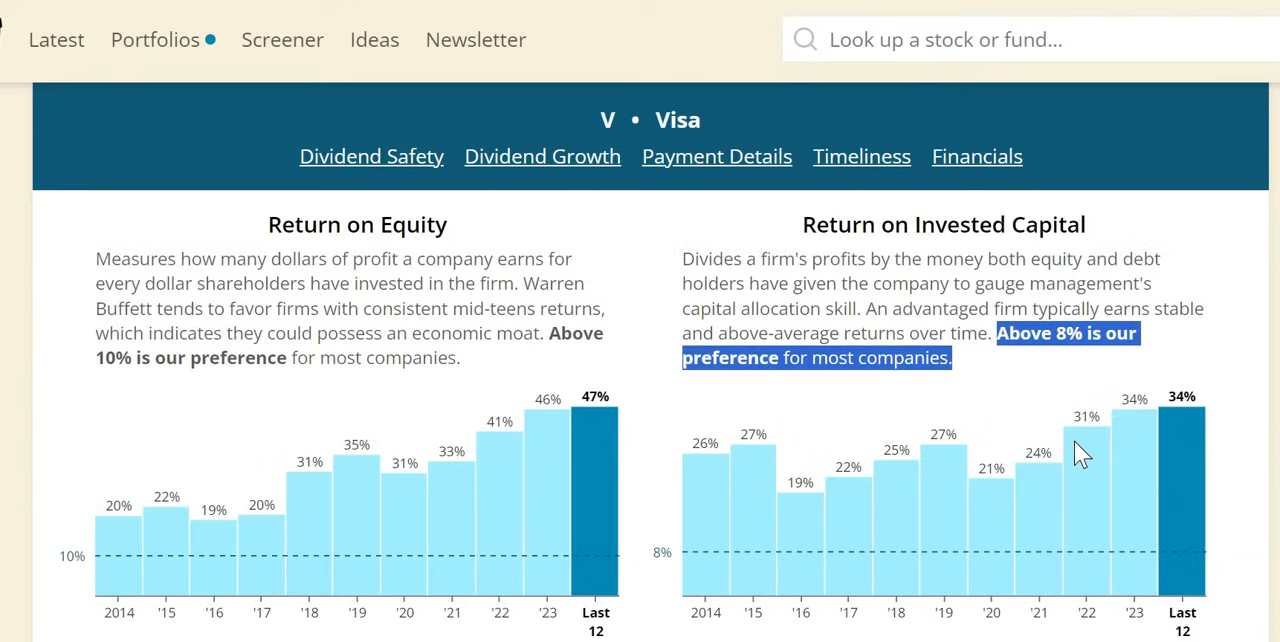 Latest Portfolios Screener Ideas Newsletter
Look up a stock or fund...
V • Visa
Dividend Safety Dividend Growth Payment Details Timeliness Financials
Return on Equity
Measures how many dollars of profit a company earns for
every dollar shareholders have invested in the firm. Warren
Buffett tends to favor firms with consistent mid-teens returns,
which indicates they could possess an economic moat. Above
10% is our preference for most companies.
20% 22% 19% 20% 31% 35% 31% 33% 41% 46% 47%
10%
2014 '15 '16 '17 '18 '19 '20 '21 '22 '23 Last
12
Return on Invested Capital
Divides a firm's profits by the money both equity and debt
holders have given the company to gauge management's
capital allocation skill. An advantaged firm typically earns stable
and above-average returns over time. Above 8% is our
preference for most companies.
26% 27% 19% 22% 25% 27% 21% 24% 31% 34% 34%
8%
2014 '15 '16 '17 '18 '19 '20 '21 '22 '23 Last
12